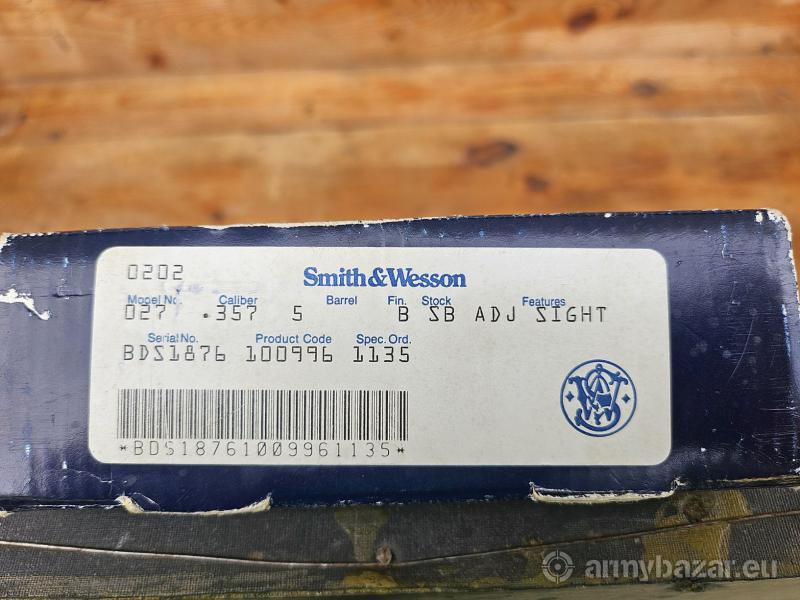 0202
Smith&Wesson
Model No. Caliber Barrel Fin. Stock Features
027 .357 5 B SB ADJ SIGHT
Serial No. Product Code Spec. Ord.
BDS1876 100996 1135
*BDS18761009961135*
armybazar.eu